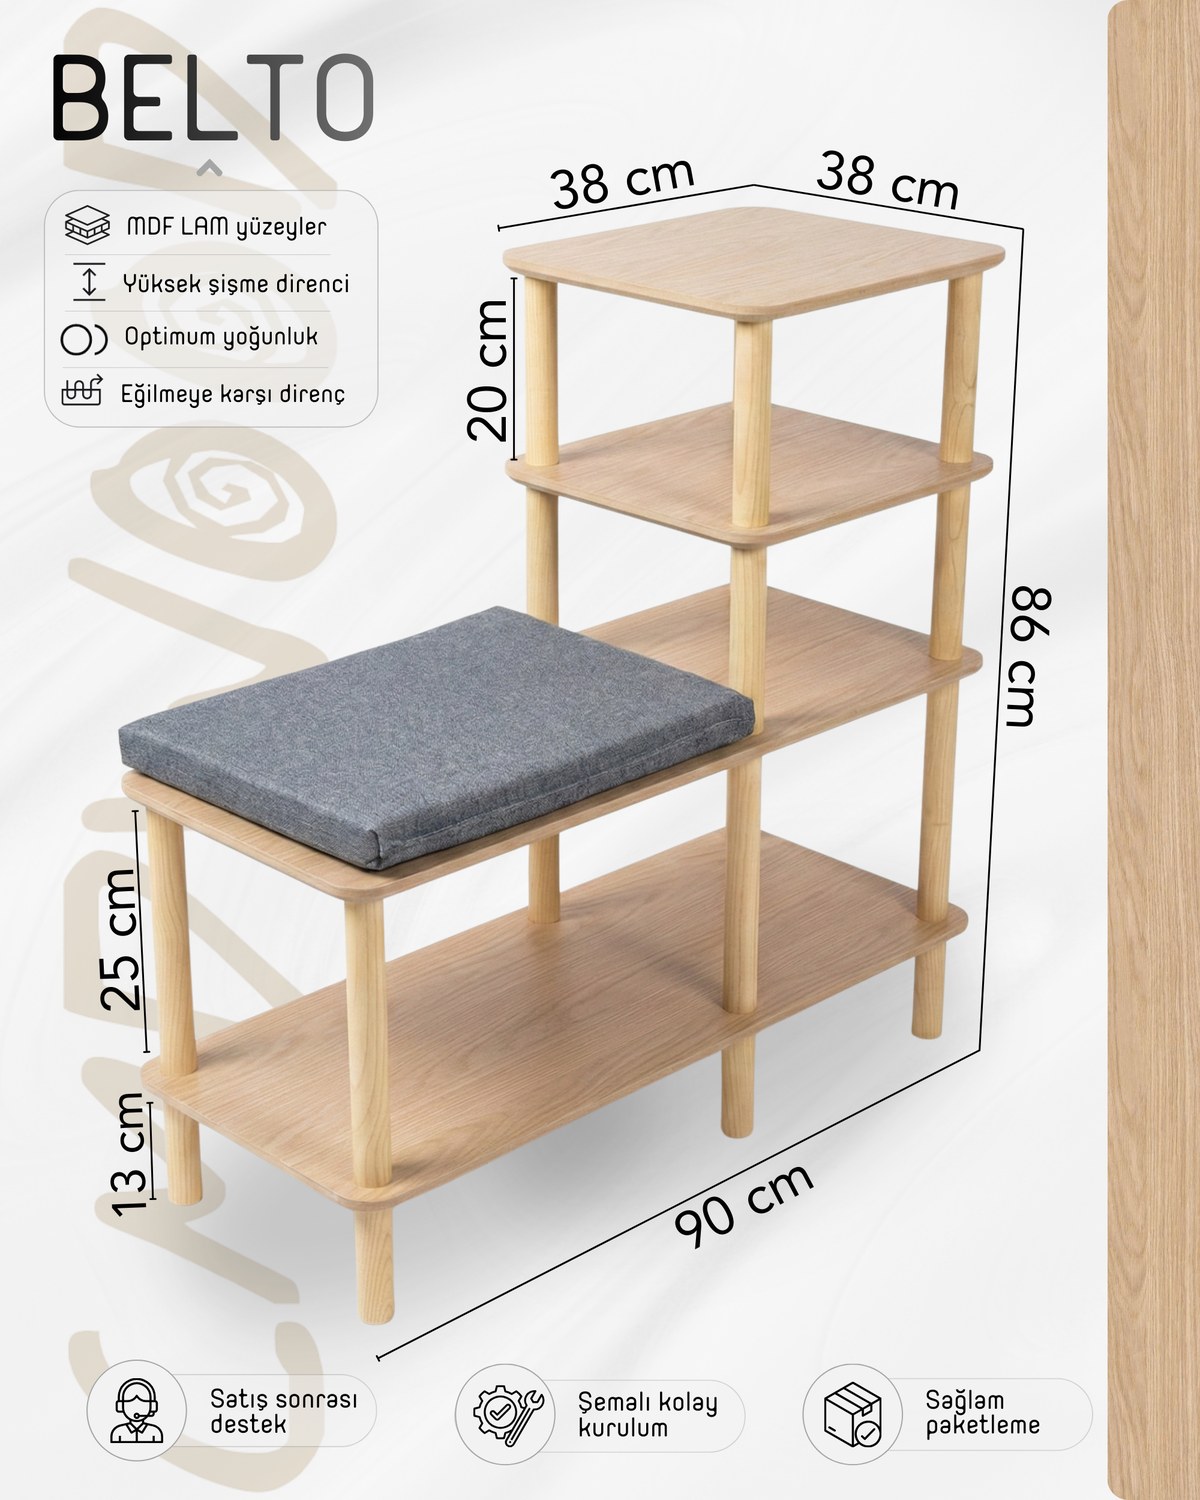 BELTO
MDF LAM yüzeyler
Yüksek şişme direnci
Optimum yoğunluk
Eğilmeye karşı direnç
38 cm
38 cm
20 cm
86 cm
25 cm
13 cm
90 cm
Satış sonrası
destek
Şemalı kolay
kurulum
Sağlam
paketleme